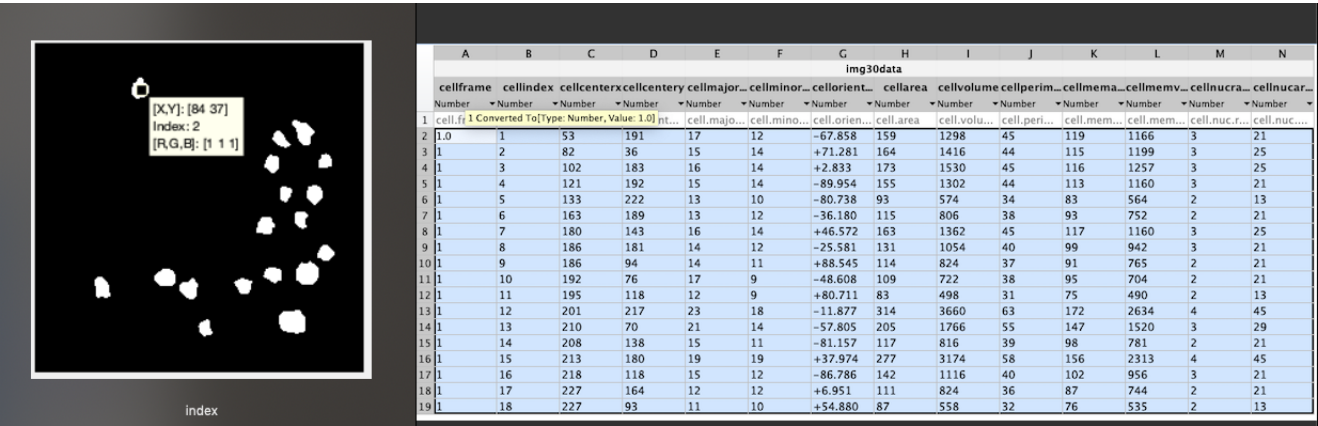 [X,Y]: [84 37]
Index: 2
[R,G,B]: [1 1 1]
index
A B C D E F G H I J K L M N
img30data
cellframe cellindex cellcenterx cellcentery cellmajor... cellminor... cellorient... cellarea cellvolume cellperim... cellmema... cellmemv... cellnucra... cellnucar...
Number Number Number Number Number Number Number Number Number Number Number Number Number Number
1 Converted To[Type: Number, Value: 1.0]
1 cell.fr nt... cell.majo... cell.mino... cell.orien... cell.area cell.volu... cell.peri... cell.mem... cell.mem... cell.nuc.r... cell.nuc....
2 1.0 1 53 191 17 12 −67.858 159 1298 45 119 1166 3 21
3 1 2 82 36 15 14 +71.281 164 1416 44 115 1199 3 25
4 1 3 102 183 16 14 +2.833 173 1530 45 116 1257 3 25
5 1 4 121 192 15 14 −89.954 155 1302 44 113 1160 3 21
6 1 5 133 222 13 10 −80.738 93 574 34 83 564 2 13
7 1 6 163 189 13 12 −36.180 115 806 38 93 752 2 21
8 1 7 180 143 16 14 +46.572 163 1362 45 117 1160 3 25
9 1 8 186 181 14 12 −25.581 131 1054 40 99 942 3 21
10 1 9 186 94 14 11 +88.545 114 824 37 91 765 2 21
11 1 10 192 76 17 9 −48.608 109 722 38 95 704 2 21
12 1 11 195 118 12 9 +80.711 83 498 31 75 490 2 13
13 1 12 201 217 23 18 −11.877 314 3660 63 172 2634 4 45
14 1 13 210 70 21 14 −57.805 205 1766 55 147 1520 3 29
15 1 14 208 138 15 11 −81.157 117 816 39 98 781 2 21
16 1 15 213 180 19 19 +37.974 277 3174 58 156 2313 4 45
17 1 16 218 118 15 12 −86.786 142 1116 40 102 956 3 21
18 1 17 227 164 12 12 +6.951 111 824 36 87 744 2 21
19 1 18 227 93 11 10 +54.880 87 558 32 76 535 2 13